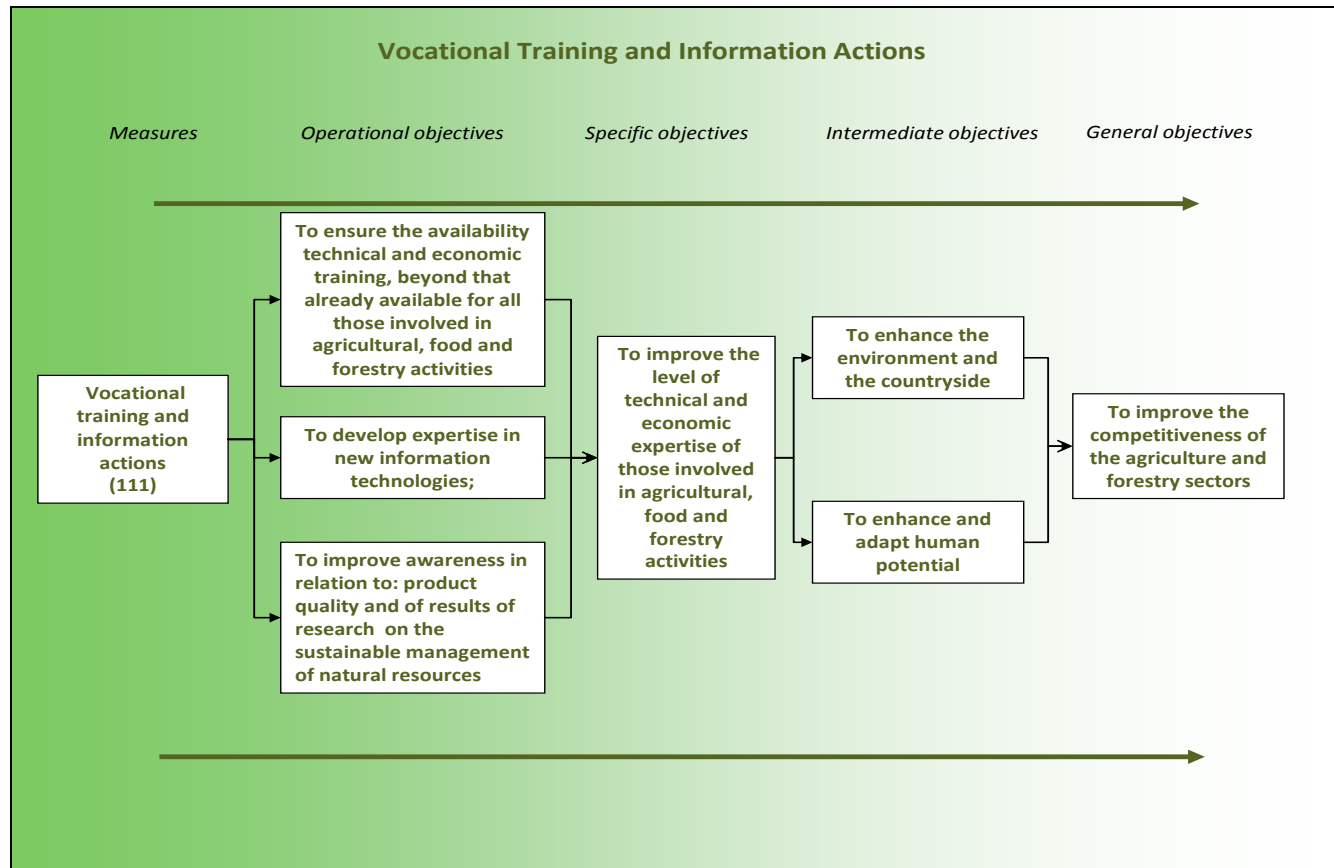 Vocational Training and Information Actions
Measures
Operational objectives
Specific objectives
Intermediate objectives
General objectives
Vocational
training and
information
actions
(111)
To ensure the availability
technical and economic
training, beyond that
already available for all
those involved in
agricultural, food and
forestry activities
To develop expertise in
new information
technologies;
To improve awareness in
relation to: product
quality and of results of
research on the
sustainable management
of natural resources
To improve the
level of
technical and
economic
expertise of
those involved
in agricultural,
food and
forestry
activities
To enhance the
environment and
the countryside
To enhance and
adapt human
potential
To improve the
competitiveness of
the agriculture and
forestry sectors